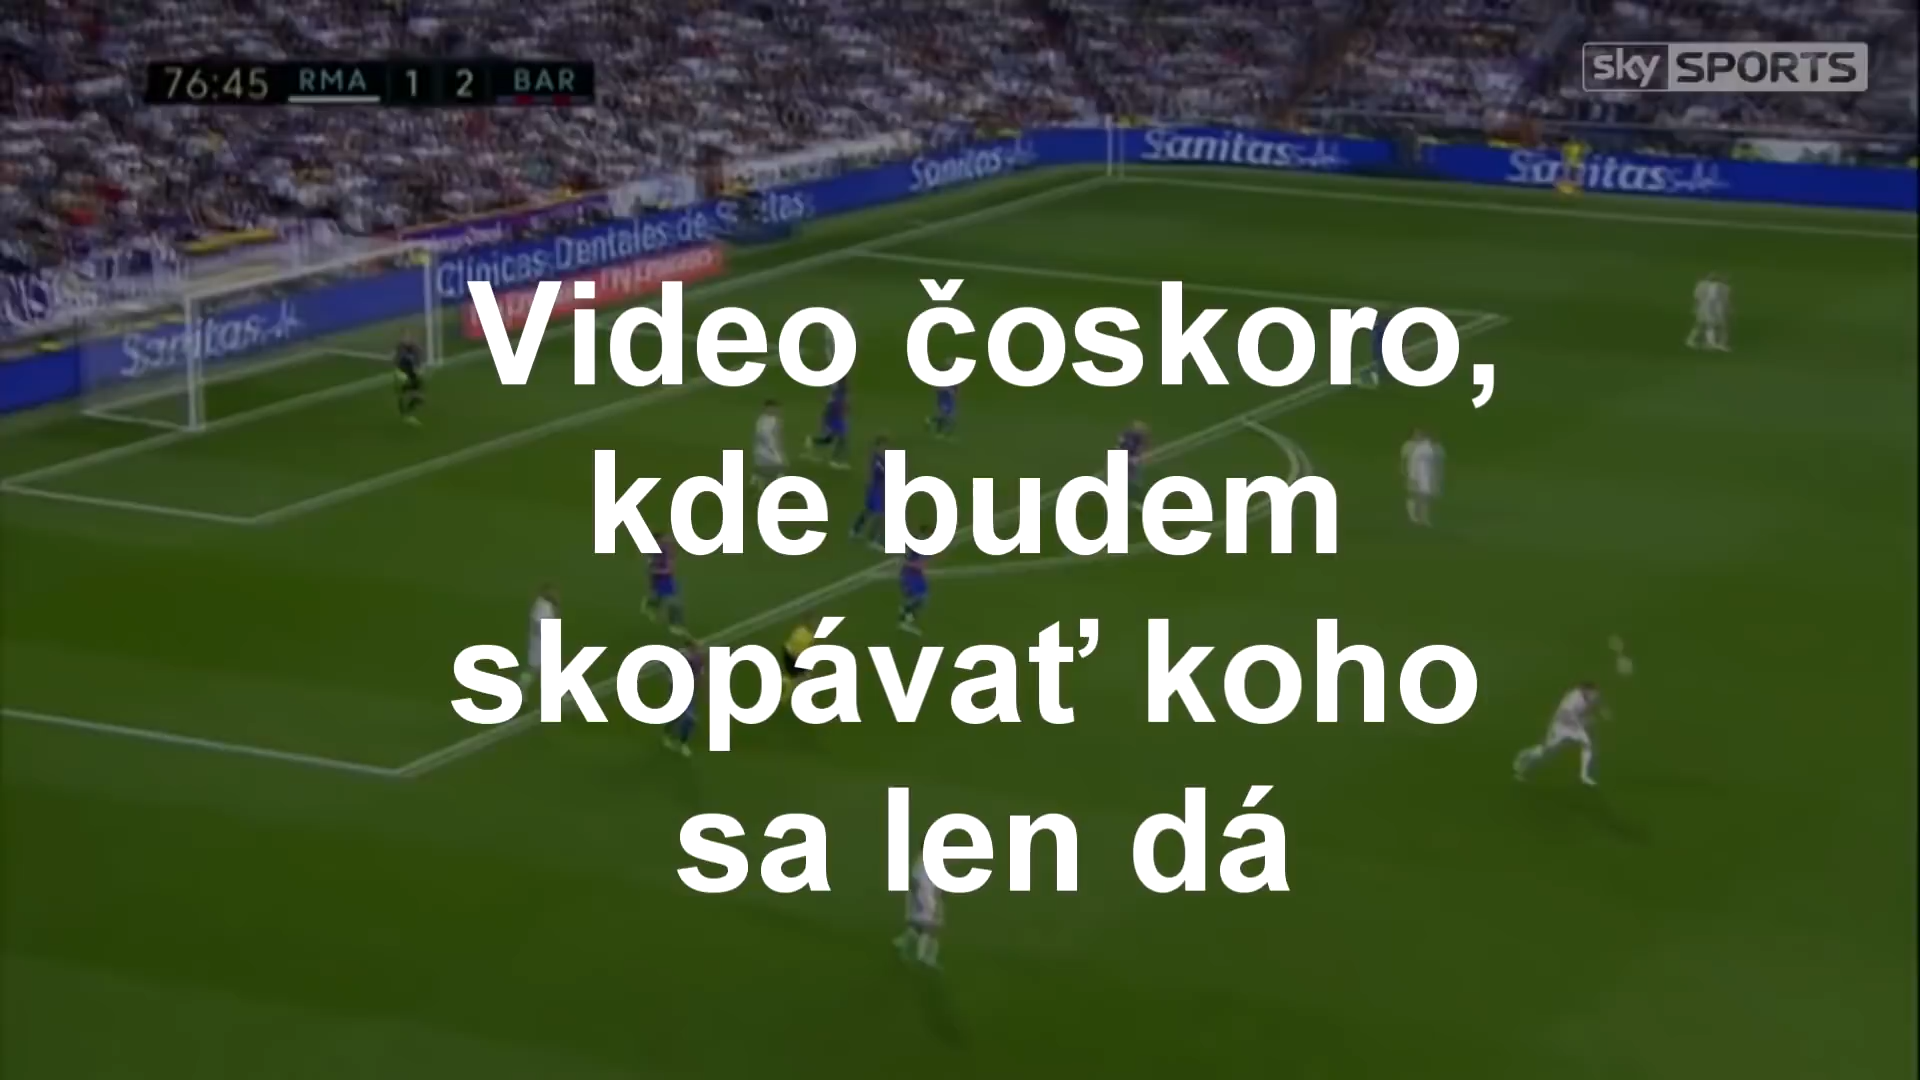 76:45 RMA 1 2 BAR
sky SPORTS
Sanitas
Sanitas
Sanitas
Clínicas Dentales de
Sanitas
Video čoskoro,
kde budem
skopávať koho
sa len dá